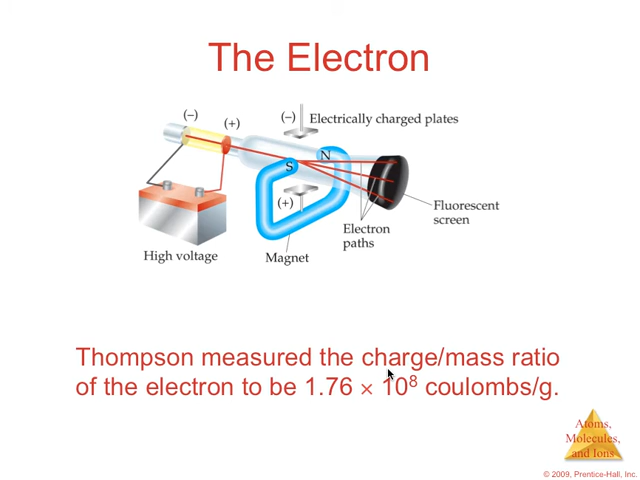 The Electron
(–)
(+)
(–)
Electrically charged plates
N
S
(+)
Fluorescent
screen
Electron
paths
High voltage
Magnet
Thompson measured the charge/mass ratio
of the electron to be 1.76 × 10⁸ coulombs/g.
Atoms,
Molecules,
and Ions
© 2009, Prentice-Hall, Inc.